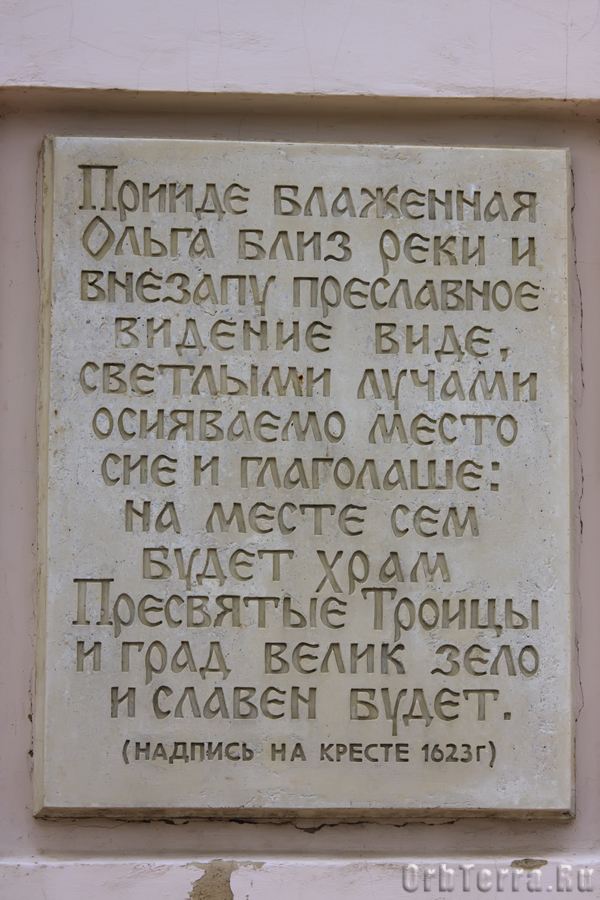 Прииде блаженная
Ольга близ реки и
внезапу преславное
видение виде,
светлыми лучами
осияваемо место
сие и глаголаше:
на месте сем
будет храм
Пресвятые Троицы
и град велик зело
и славен будет.
(надпись на кресте 1623г)
OrbTerra.Ru